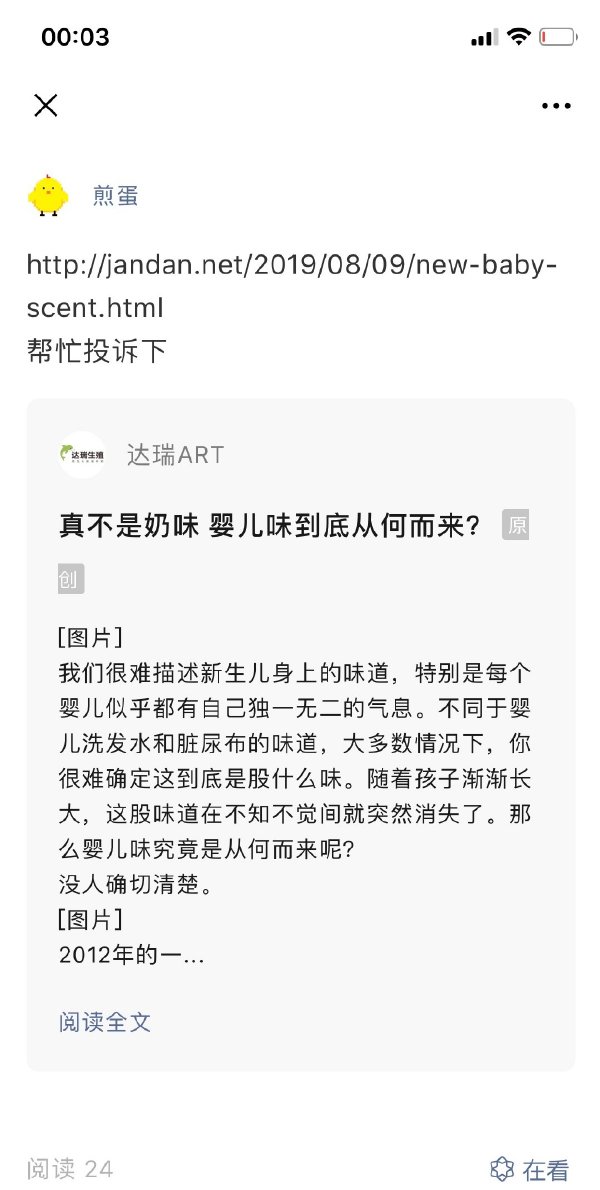 00:03
煎蛋
http://jandan.net/2019/08/09/new-baby-
scent.html
帮忙投诉下
达瑞生殖
达瑞ART
真不是奶味 婴儿味到底从何而来? 原
创
[图片]
我们很难描述新生儿身上的味道，特别是每个
婴儿似乎都有自己独一无二的气息。不同于婴
儿洗发水和脏尿布的味道，大多数情况下，你
很难确定这到底是股什么味。随着孩子渐渐长
大，这股味道在不知不觉间就突然消失了。那
么婴儿味究竟是从何而来呢?
没人确切清楚。
[图片]
2012年的一...
阅读全文
阅读 24
在看